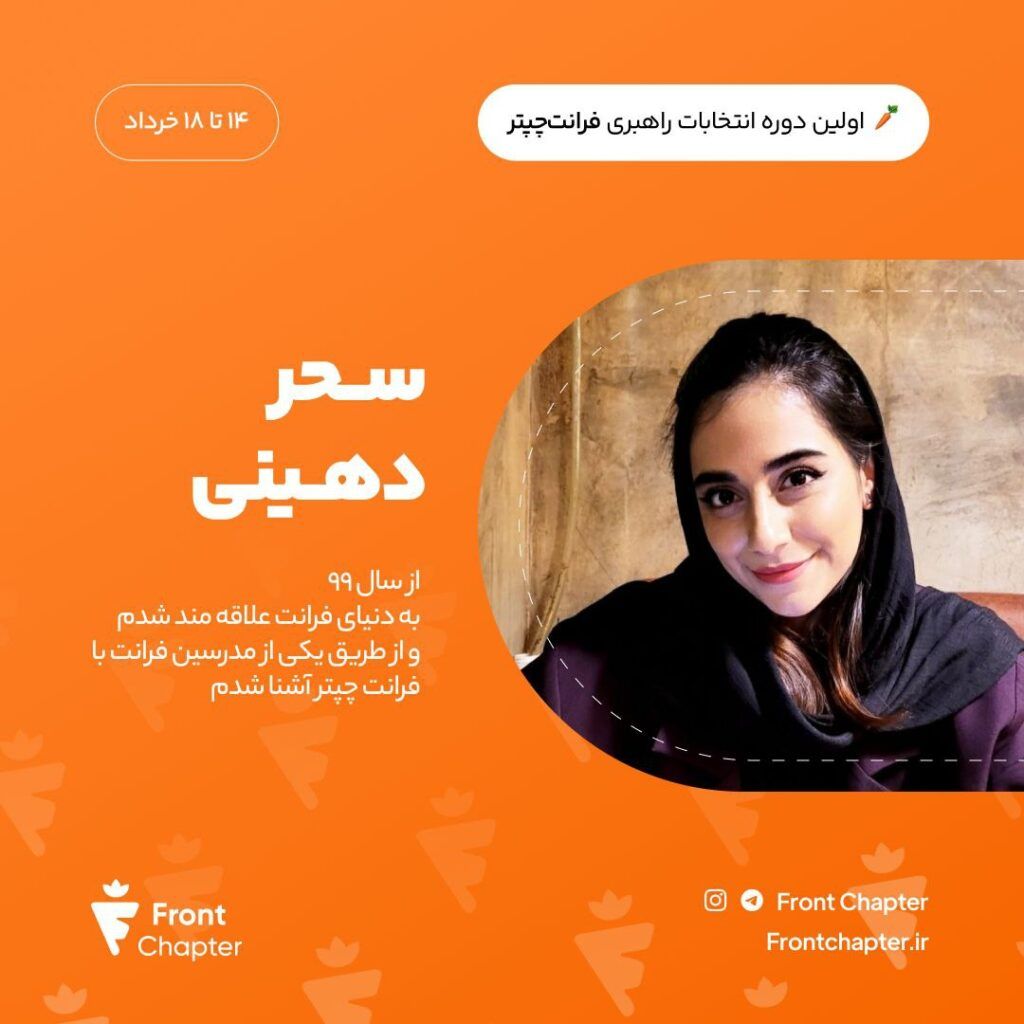 اولین دوره انتخابات راهبری فرانت‌چپتر
۱۴ تا ۱۸ خرداد
سحر
دهینی
از سال ۹۹
به دنیای فرانت علاقه مند شدم
و از طریق یکی از مدرسین فرانت با
فرانت چپتر آشنا شدم
Front
Chapter
Front Chapter
Frontchapter.ir